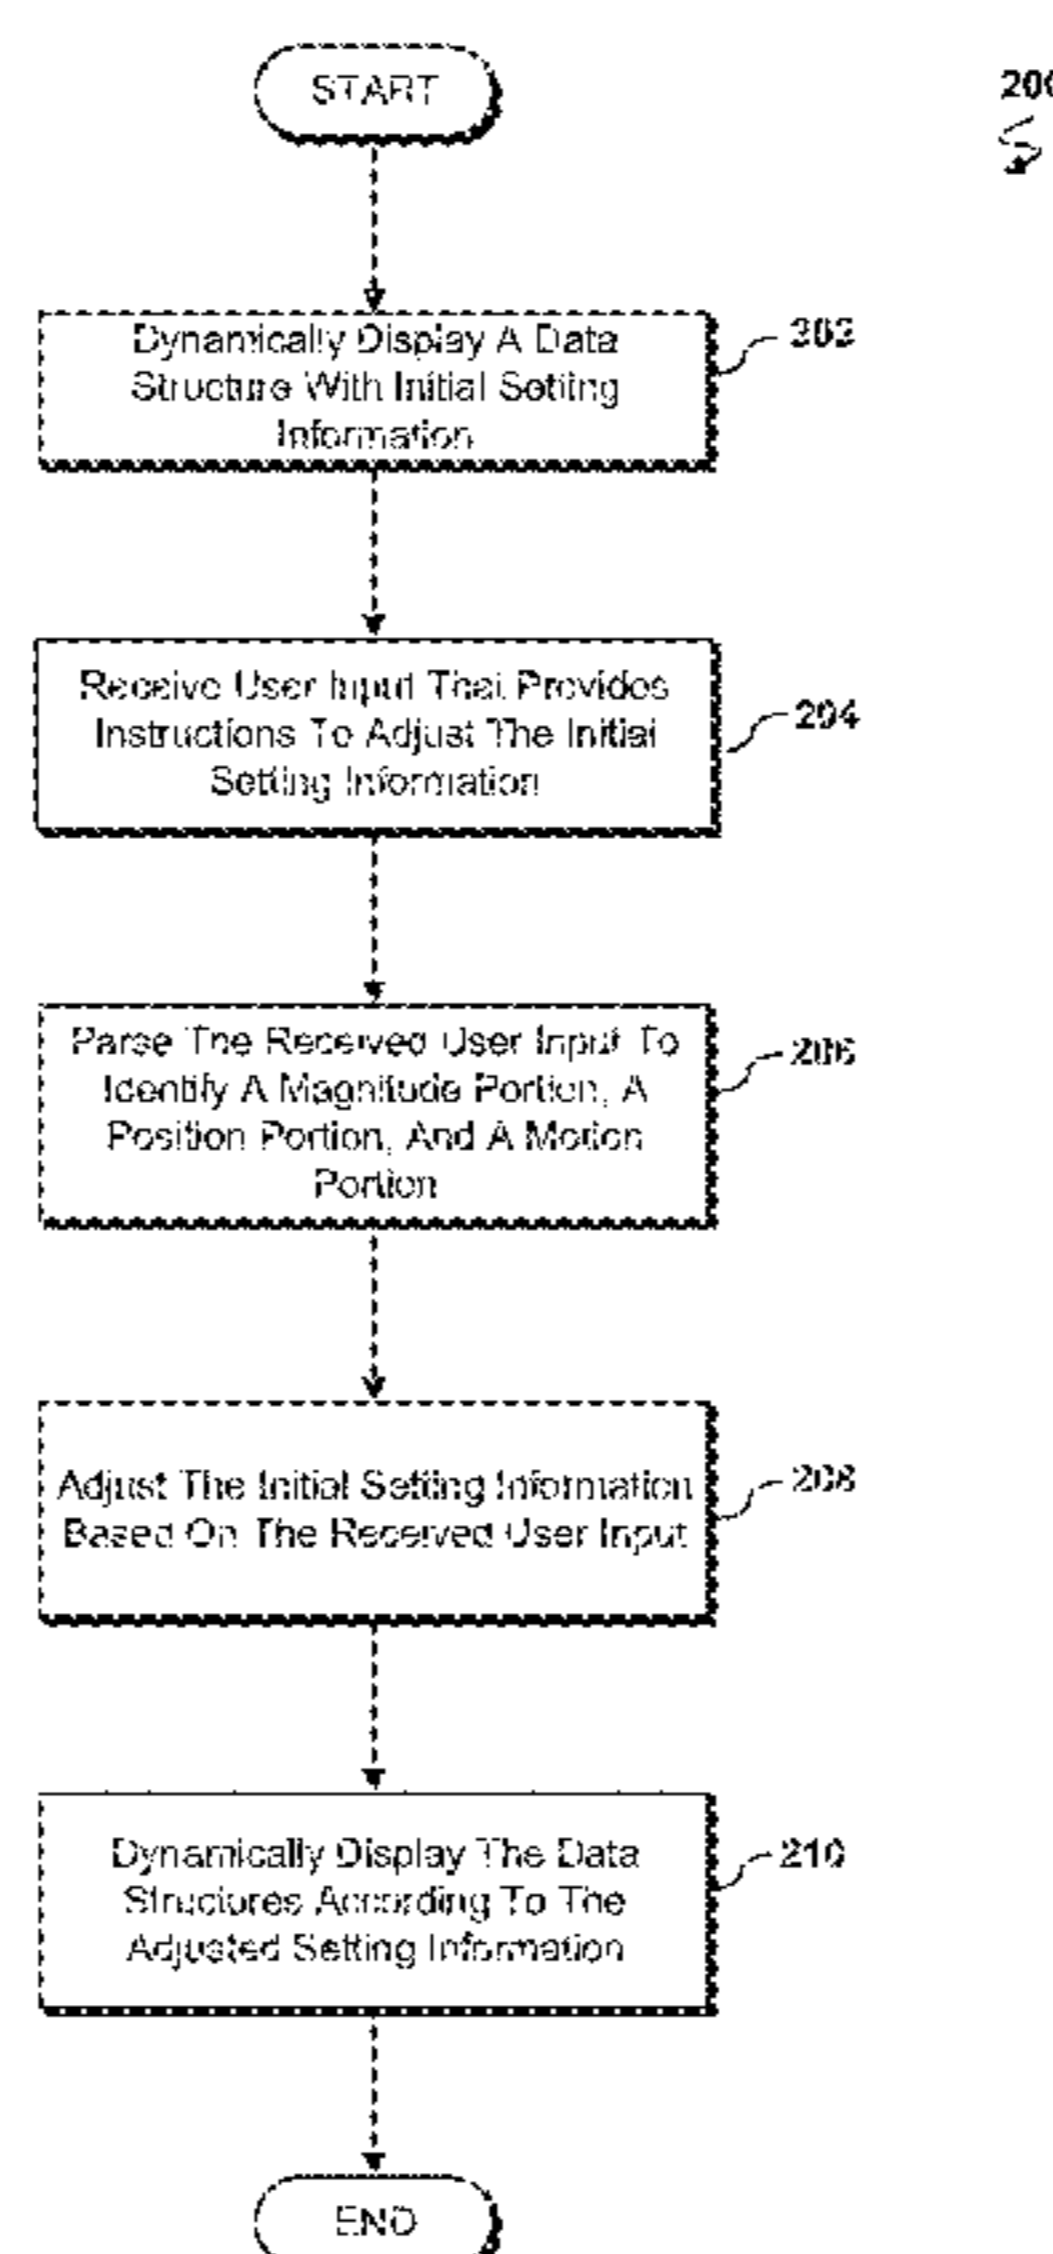 START
200
Dynamically Display A Data
Structure With Initial Setting
Information
202
Receive User Input That Provides
Instructions To Adjust The Initial
Setting Information
204
Parse The Received User Input To
Identify A Magnitude Portion, A
Position Portion, And A Motion
Portion
206
Adjust The Initial Setting Information
Based On The Received User Input
208
Dynamically Display The Data
Structures According To The
Adjusted Setting Information
210
END